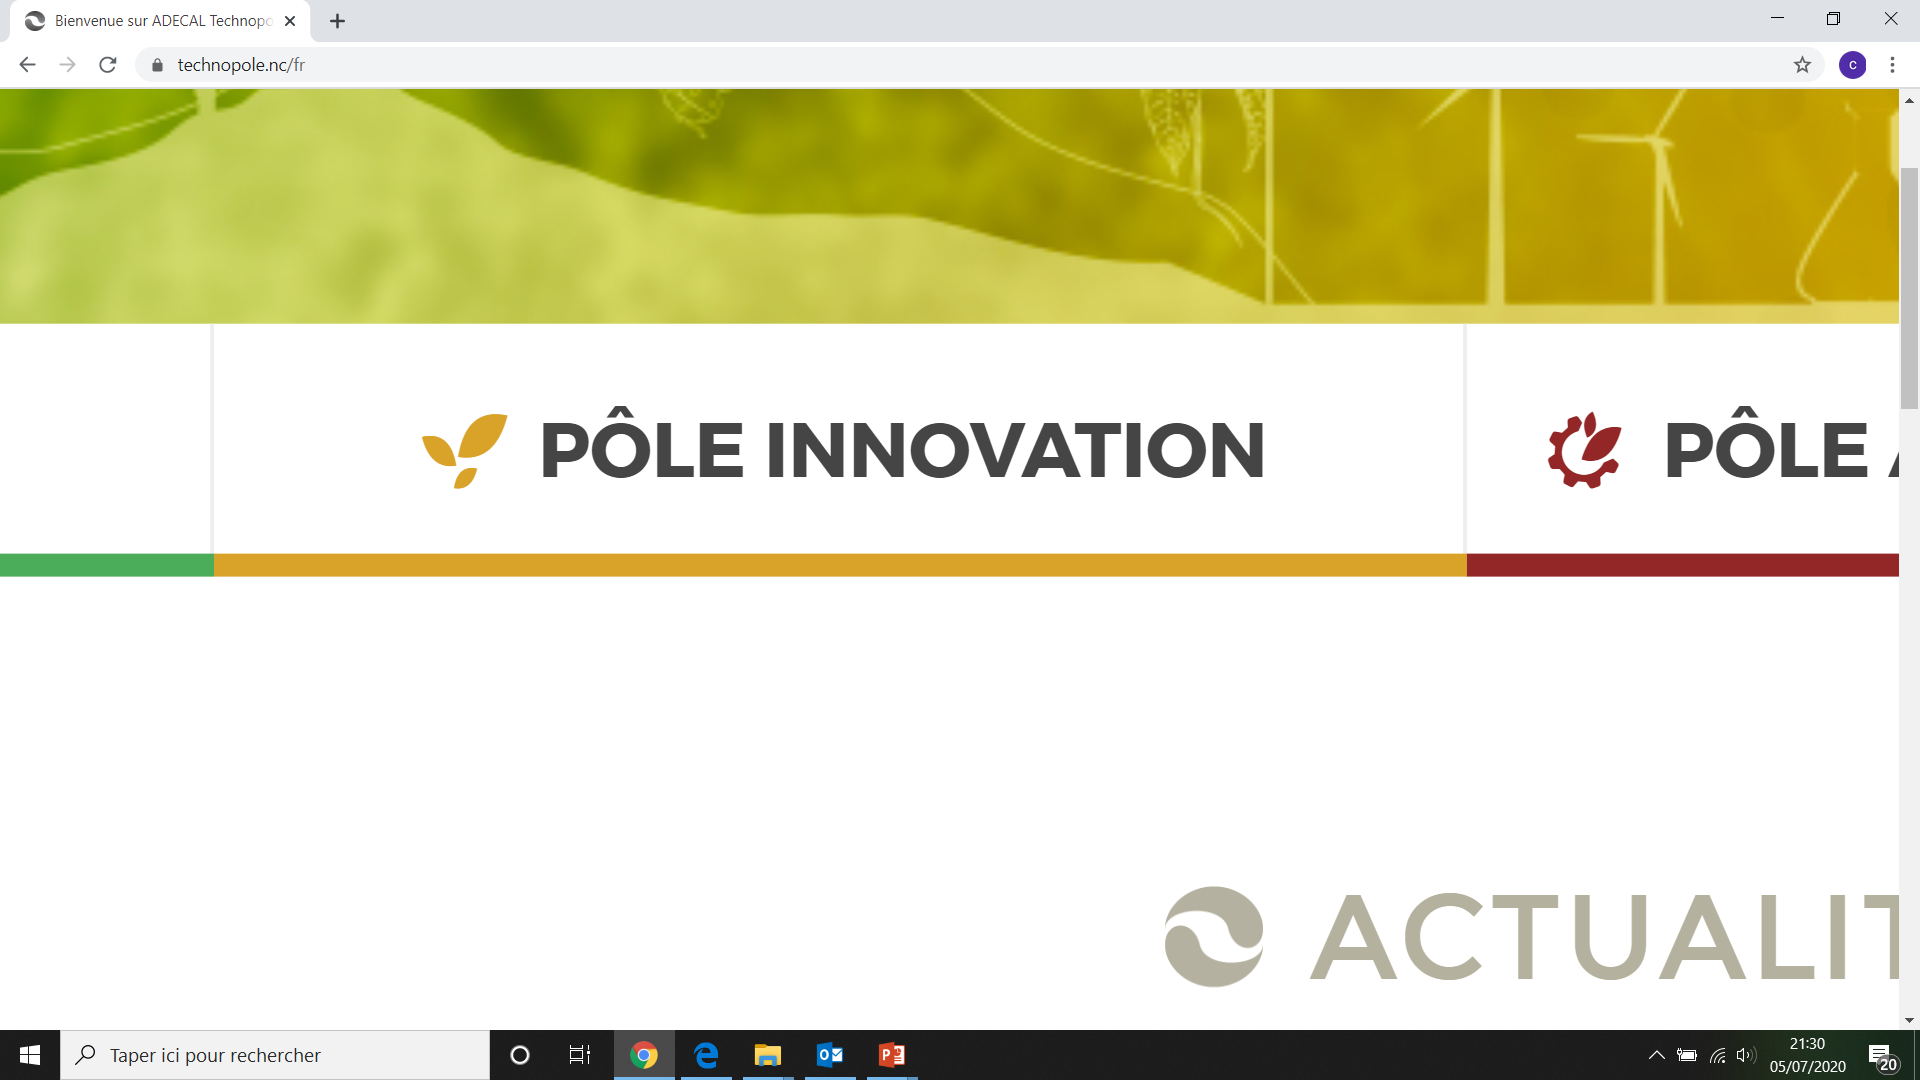 Bienvenue sur ADECAL Technopo
technopole.nc/fr
c
PÔLE INNOVATION
PÔLE
ACTUALIT
Taper ici pour rechercher
21:30
05/07/2020
20